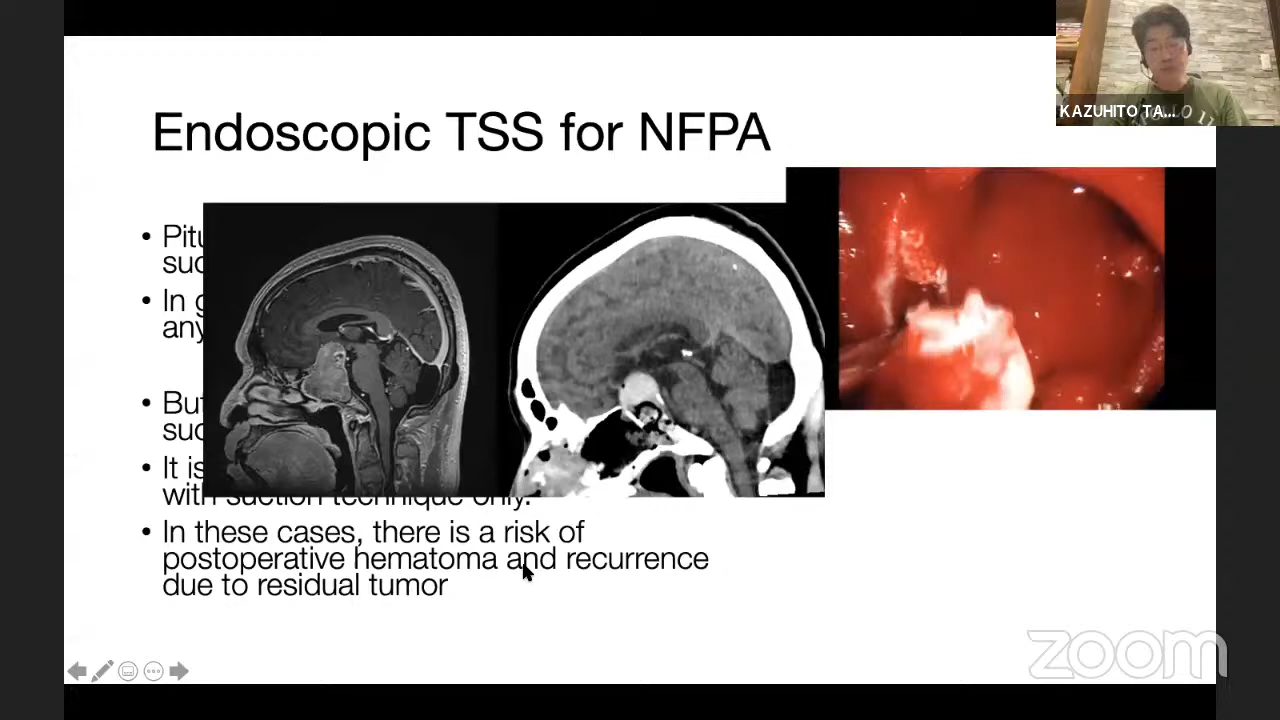 KAZUHITO TA...
Endoscopic TSS for NFPA
• Pitu
suc
• In g
any
• But
suc
• It is
with suction technique only.
• In these cases, there is a risk of
postoperative hematoma and recurrence
due to residual tumor
zoom